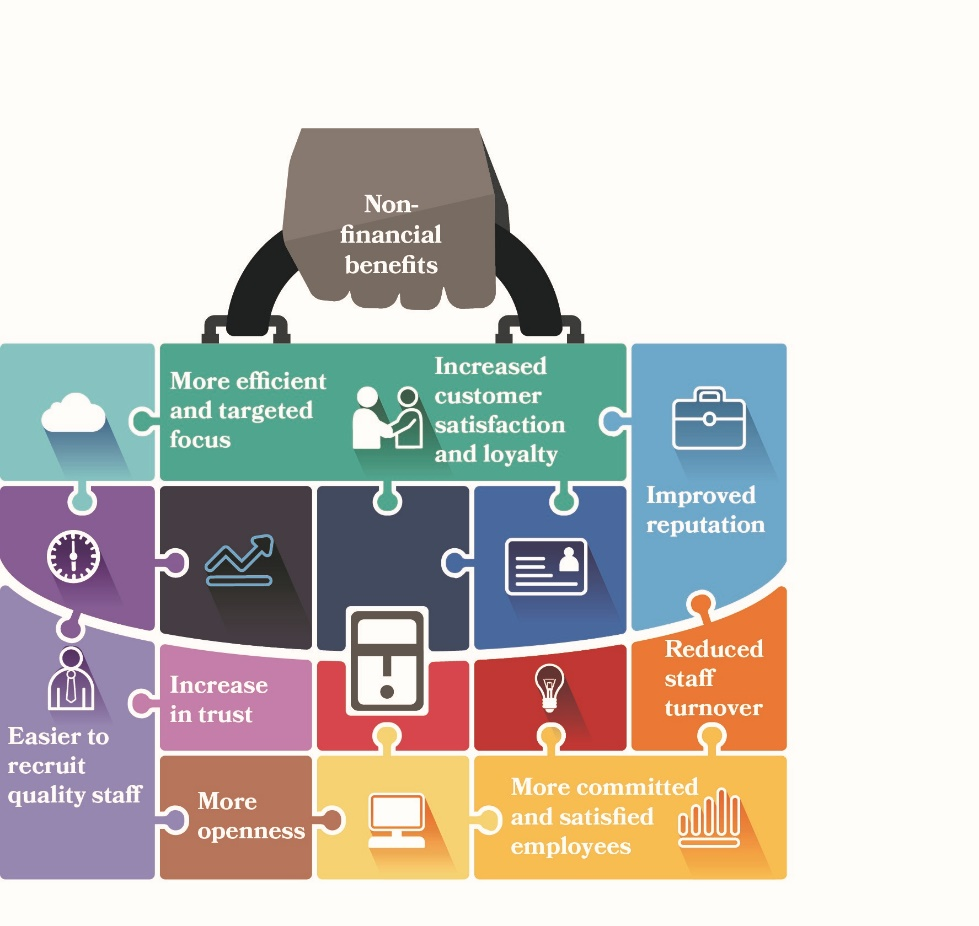 Non-
financial
benefits
More efficient
and targeted
focus
Increased
customer
satisfaction
and loyalty
Improved
reputation
Easier to
recruit
quality staff
Increase
in trust
Reduced
staff
turnover
More
openness
More committed
and satisfied
employees